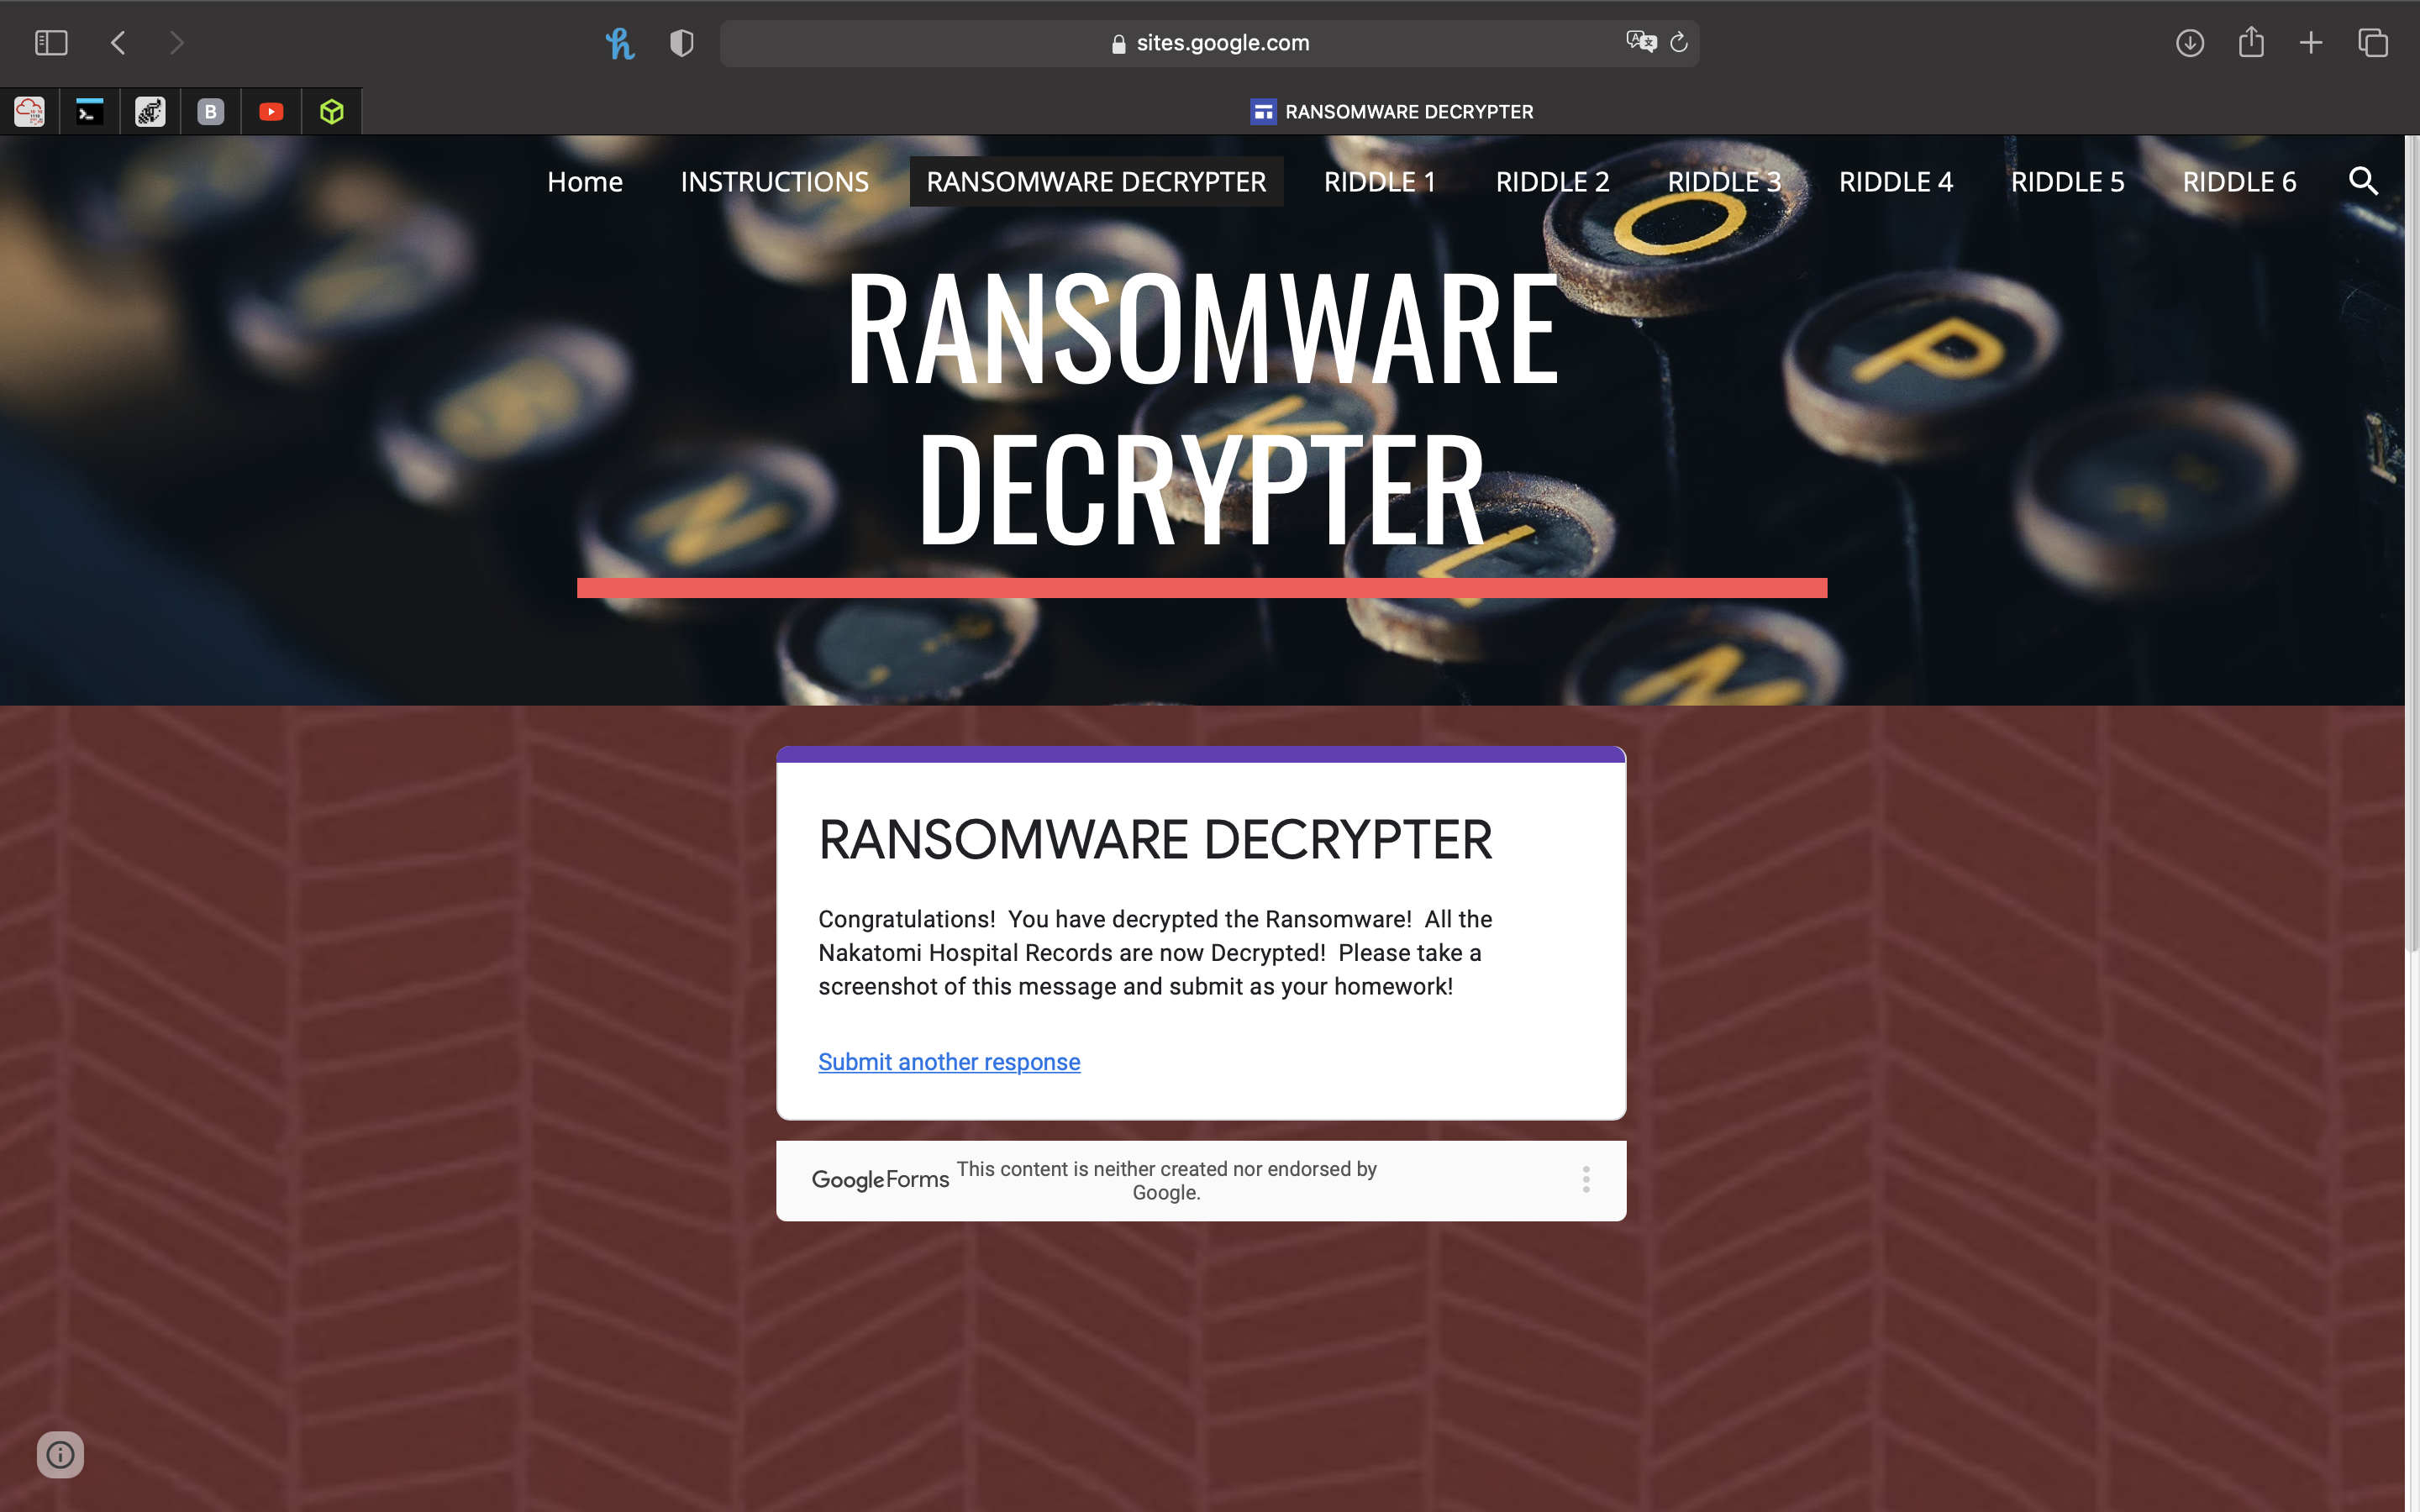 sites.google.com
B
RANSOMWARE DECRYPTER
Home INSTRUCTIONS RANSOMWARE DECRYPTER RIDDLE 1 RIDDLE 2 RIDDLE 3 RIDDLE 4 RIDDLE 5 RIDDLE 6
O
RANSOMWARE
P
K
DECRYPTER
N
L
M
RANSOMWARE DECRYPTER
Congratulations!  You have decrypted the Ransomware!  All the
Nakatomi Hospital Records are now Decrypted!  Please take a
screenshot of this message and submit as your homework!
Submit another response
Google Forms This content is neither created nor endorsed by
Google.